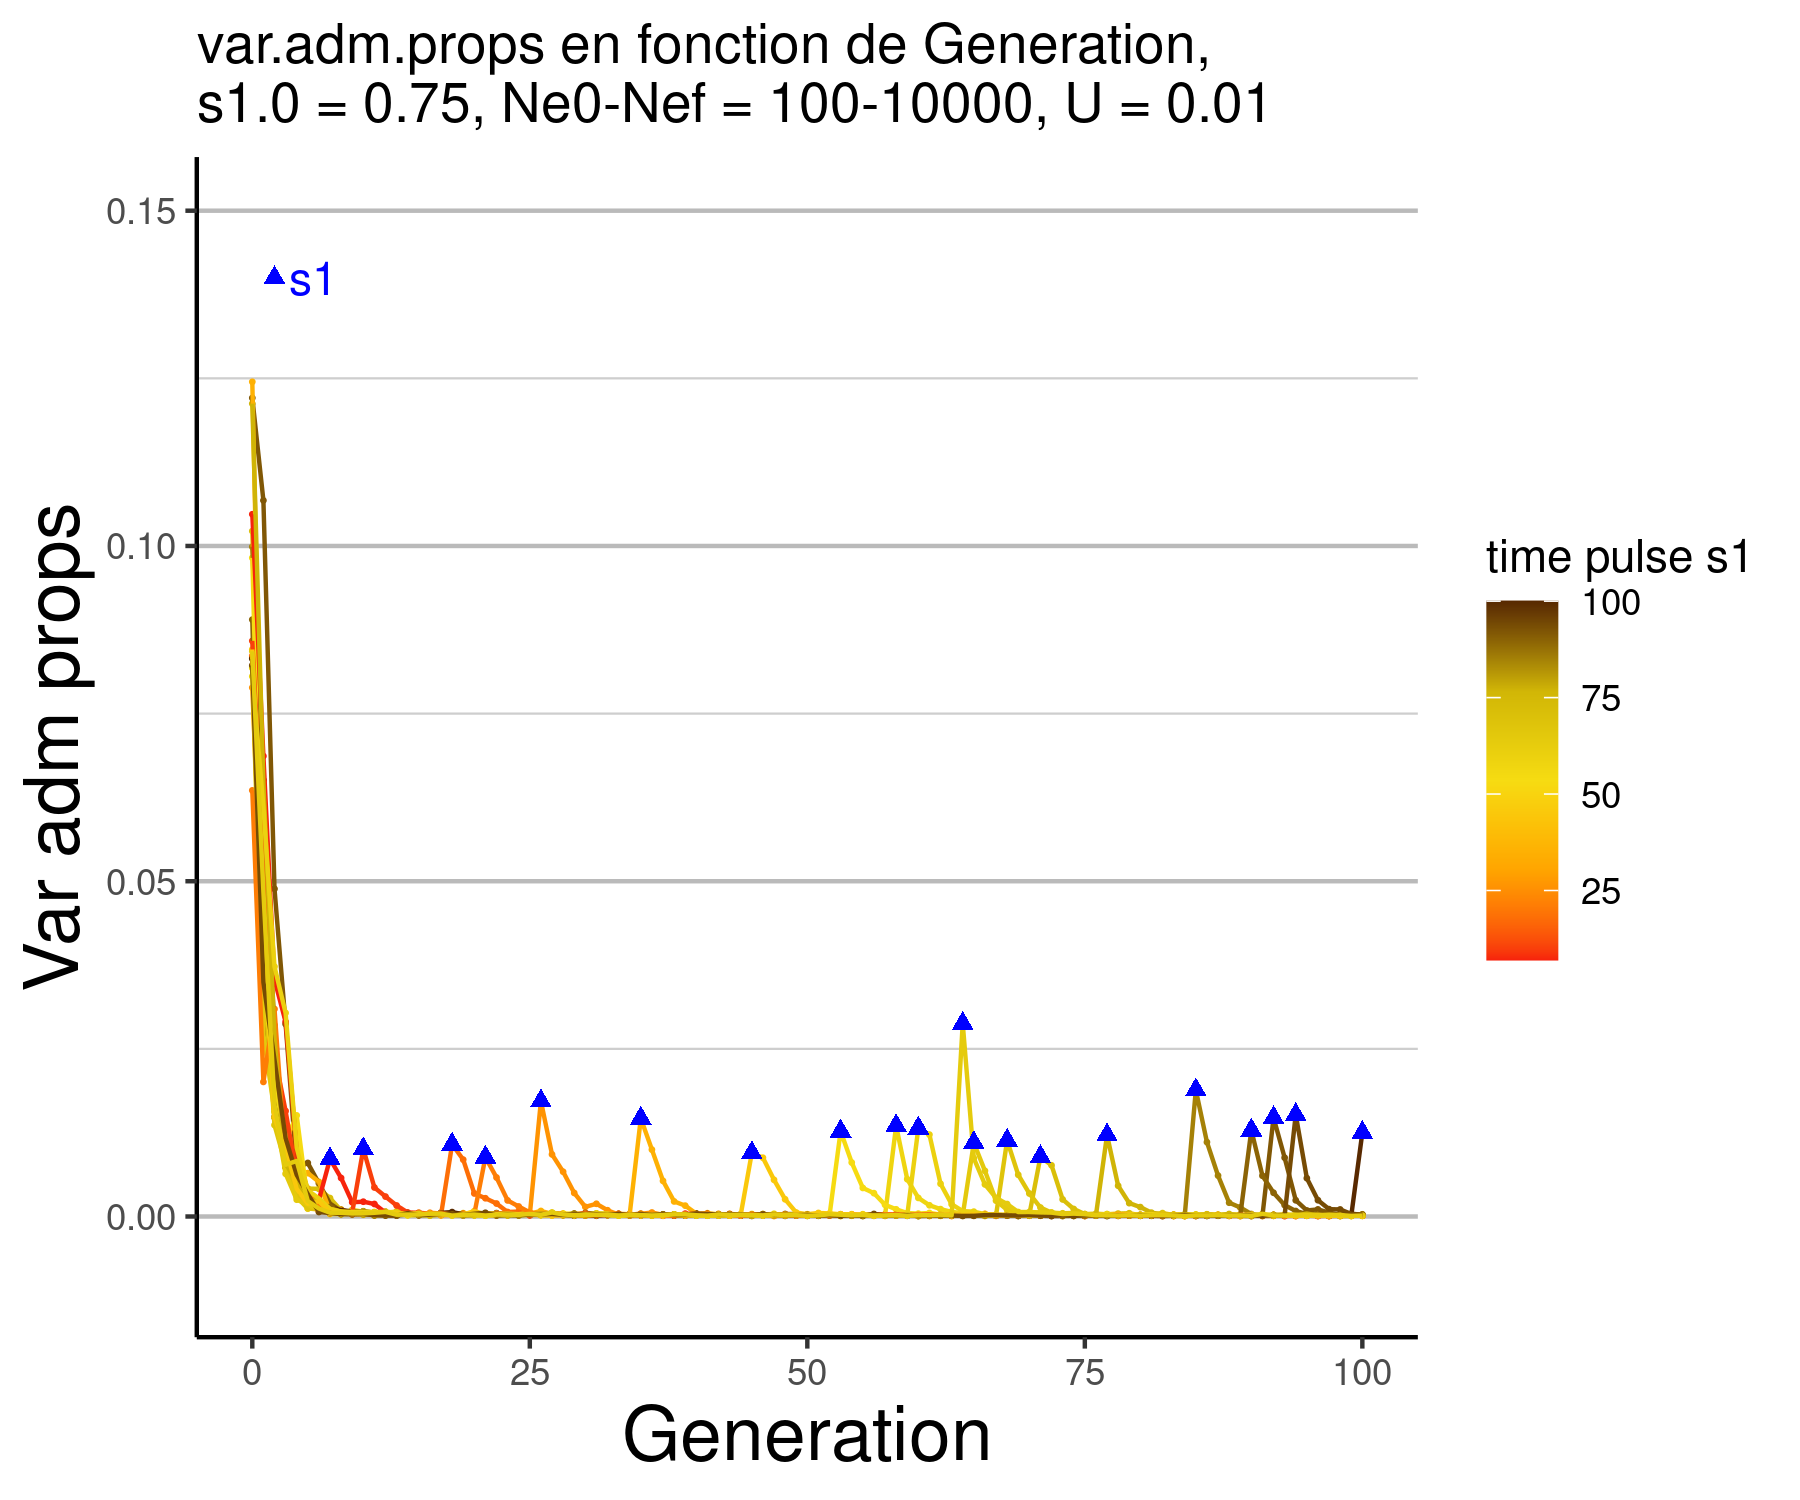 var.adm.props en fonction de Generation,
s1.0 = 0.75, Ne0-Nef = 100-10000, U = 0.01
0.15
s1
0.10
0.05
0.00
Var adm props
0
25
50
75
100
Generation
time pulse s1
100
75
50
25